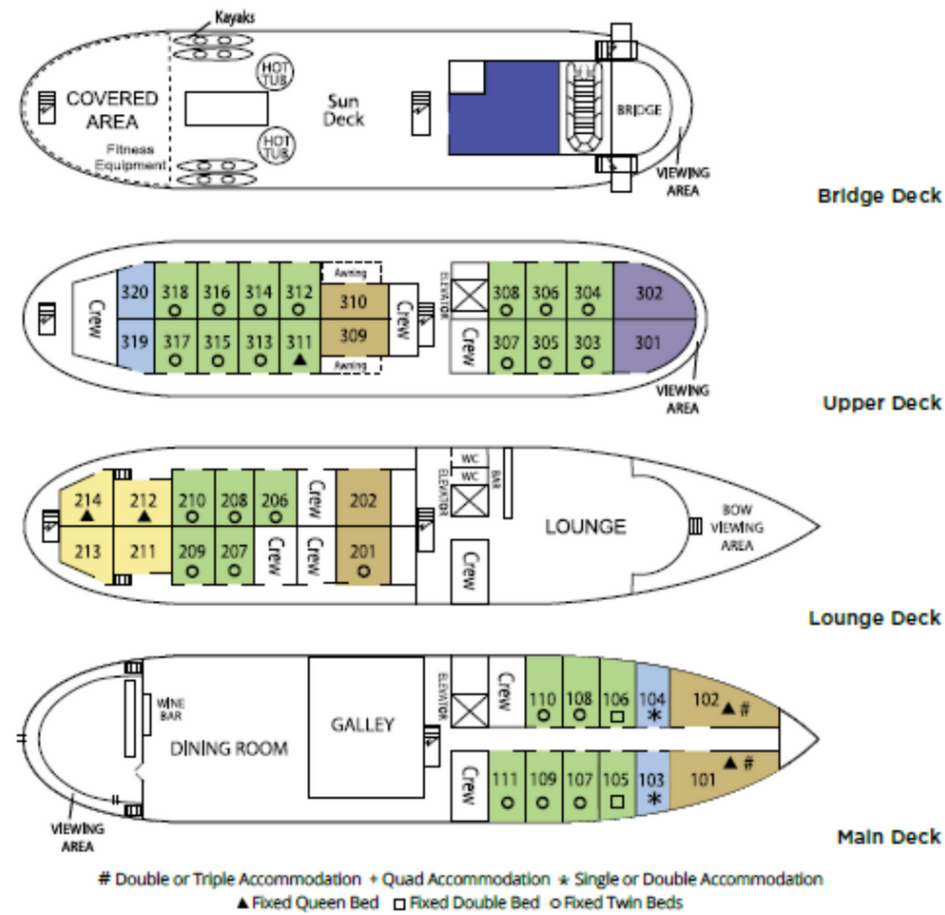 Kayaks
HOT TUB
COVERED AREA
Sun Deck
BRIDGE
HOT TUB
Fitness Equipment
VIEWING AREA
Bridge Deck
Awning
ELEVATOR
320 318 316 314 312 310 308 306 304 302
Crew
Crew
319 317 315 313 311 309
Crew
307 305 303 301
Awning
VIEWING AREA
Upper Deck
WC
WC
BAR
ELEVATOR
214 212 210 208 206 Crew 202
LOUNGE
BOW VIEWING AREA
213 211 209 207 Crew Crew 201
Crew
Lounge Deck
ELEVATOR
Crew
110 108 106 104 * 102 ▲ #
WINE BAR
GALLEY
DINING ROOM
Crew
111 109 107 105 103 * 101 ▲ #
VIEWING AREA
Main Deck
# Double or Triple Accommodation + Quad Accommodation * Single or Double Accommodation
▲ Fixed Queen Bed □ Fixed Double Bed o Fixed Twin Beds